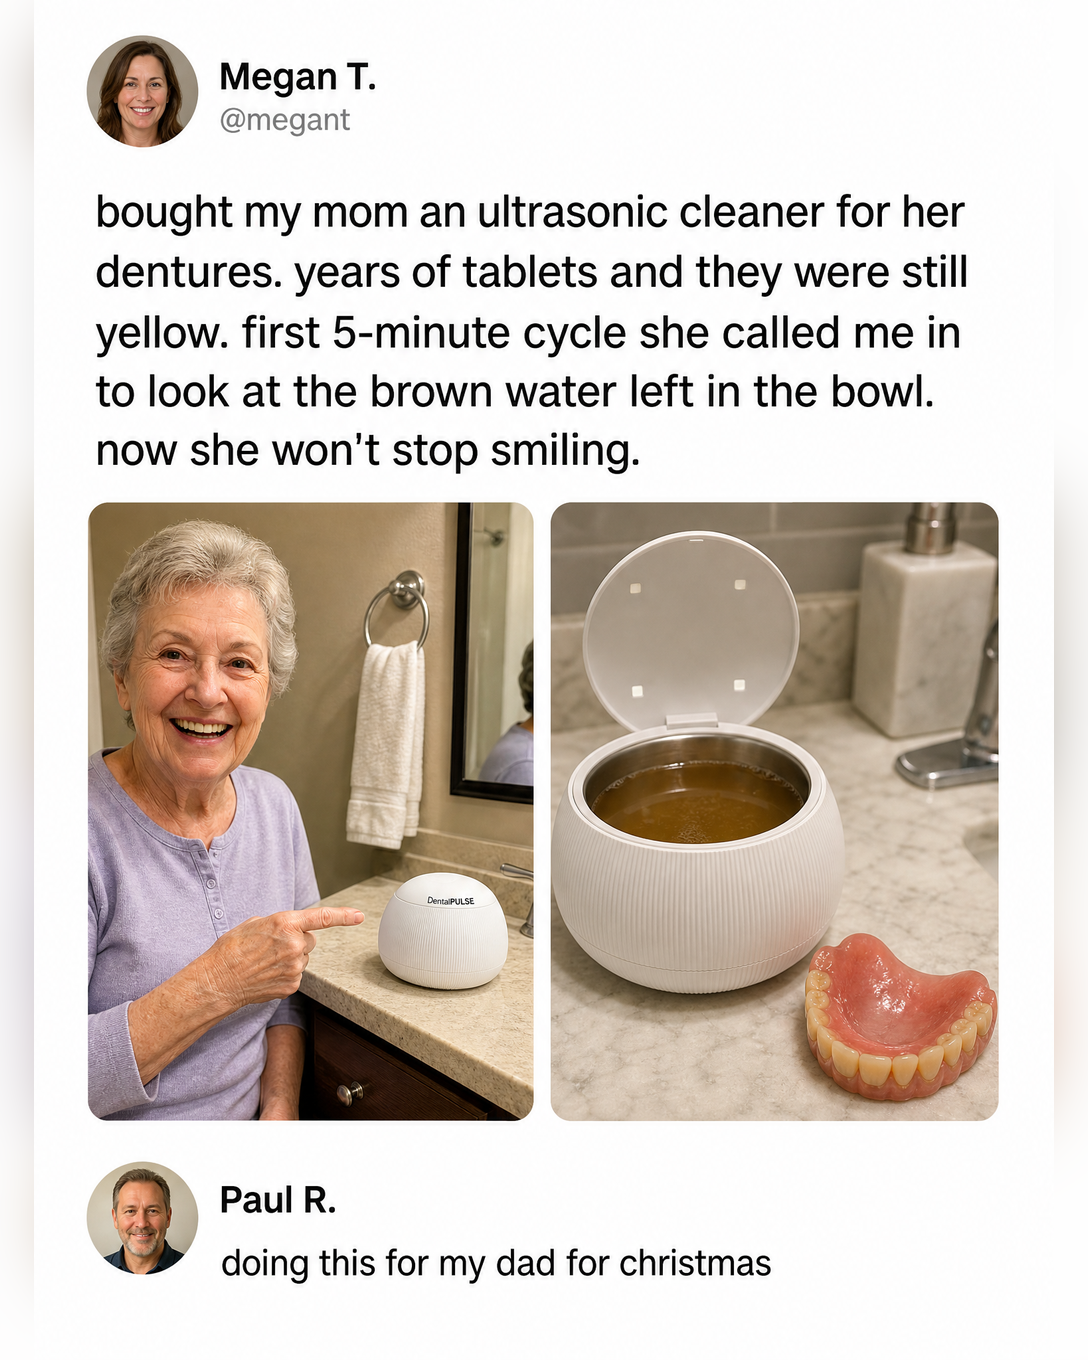 Megan T.
@megant
bought my mom an ultrasonic cleaner for her
dentures. years of tablets and they were still
yellow. first 5-minute cycle she called me in
to look at the brown water left in the bowl.
now she won’t stop smiling.
DentalPULSE
Paul R.
doing this for my dad for christmas